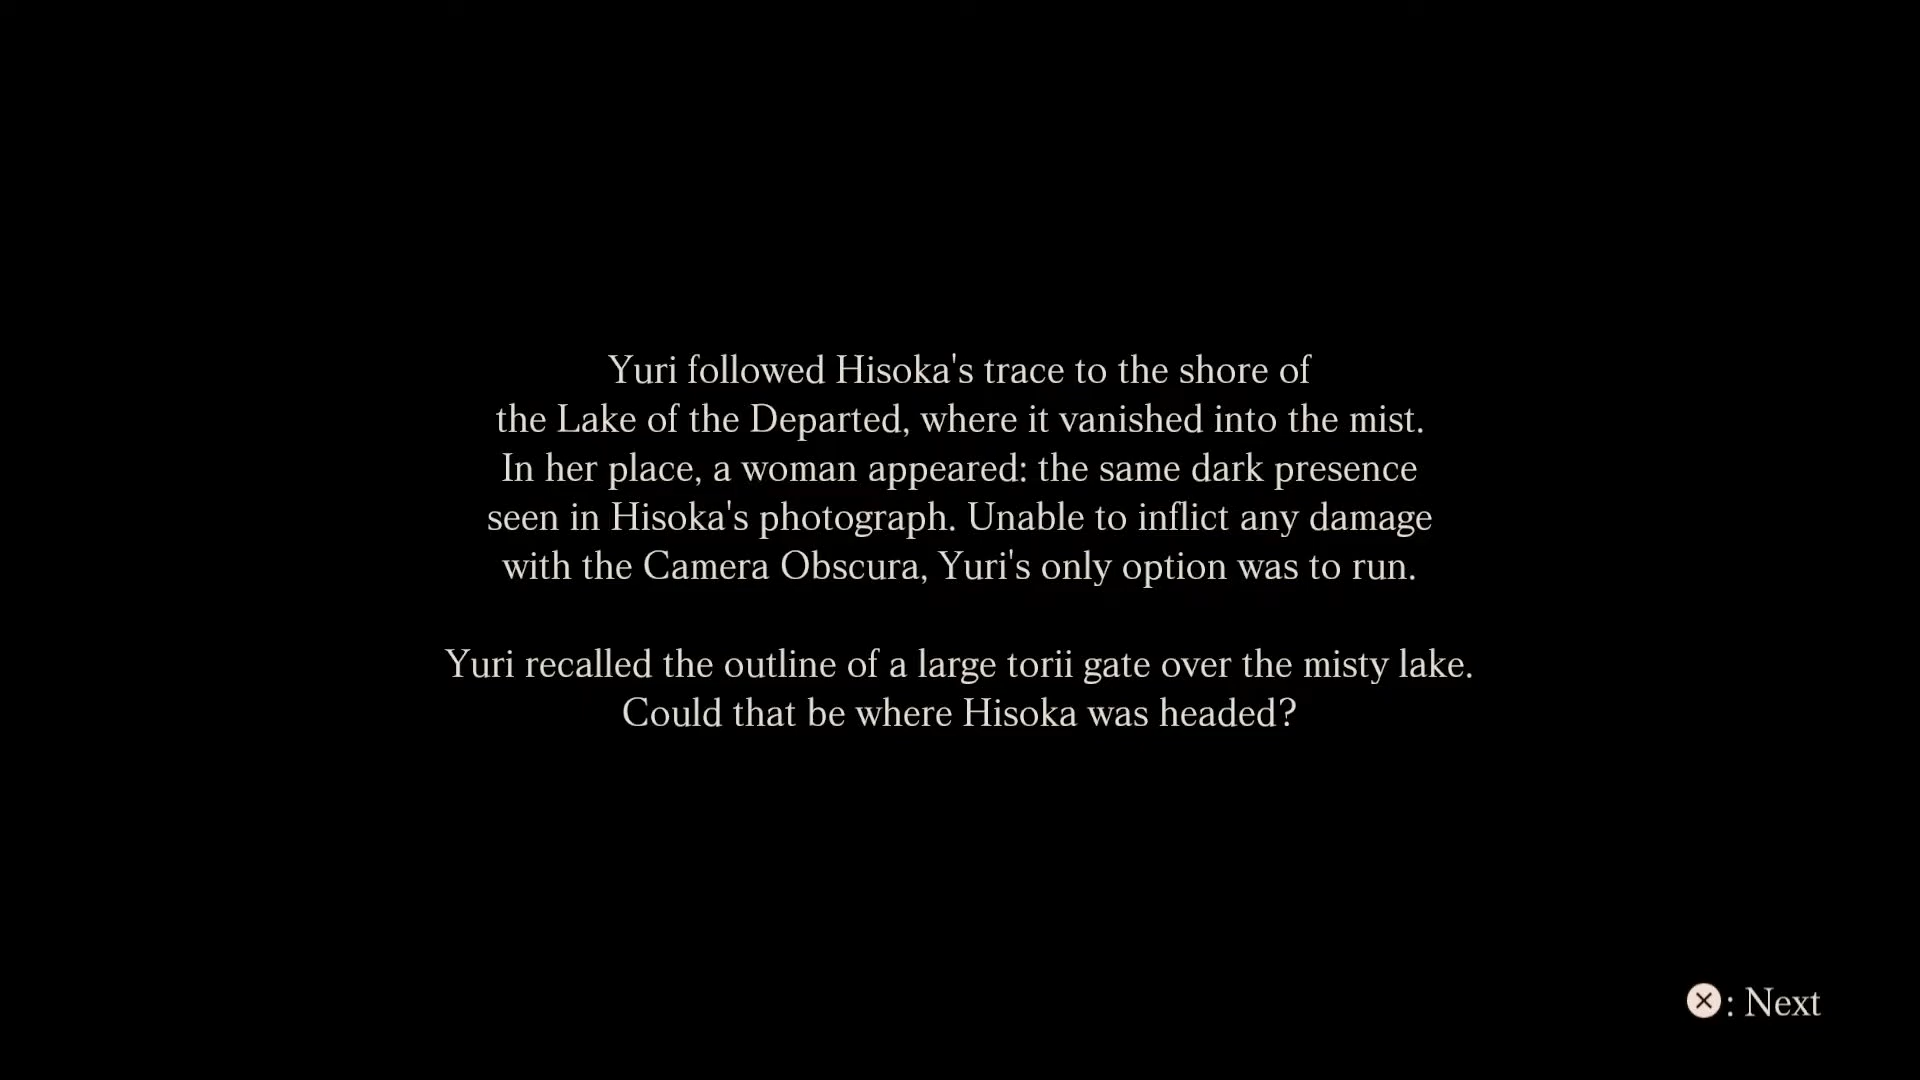 Yuri followed Hisoka's trace to the shore of
the Lake of the Departed, where it vanished into the mist.
In her place, a woman appeared: the same dark presence
seen in Hisoka's photograph. Unable to inflict any damage
with the Camera Obscura, Yuri's only option was to run.
Yuri recalled the outline of a large torii gate over the misty lake.
Could that be where Hisoka was headed?
: Next